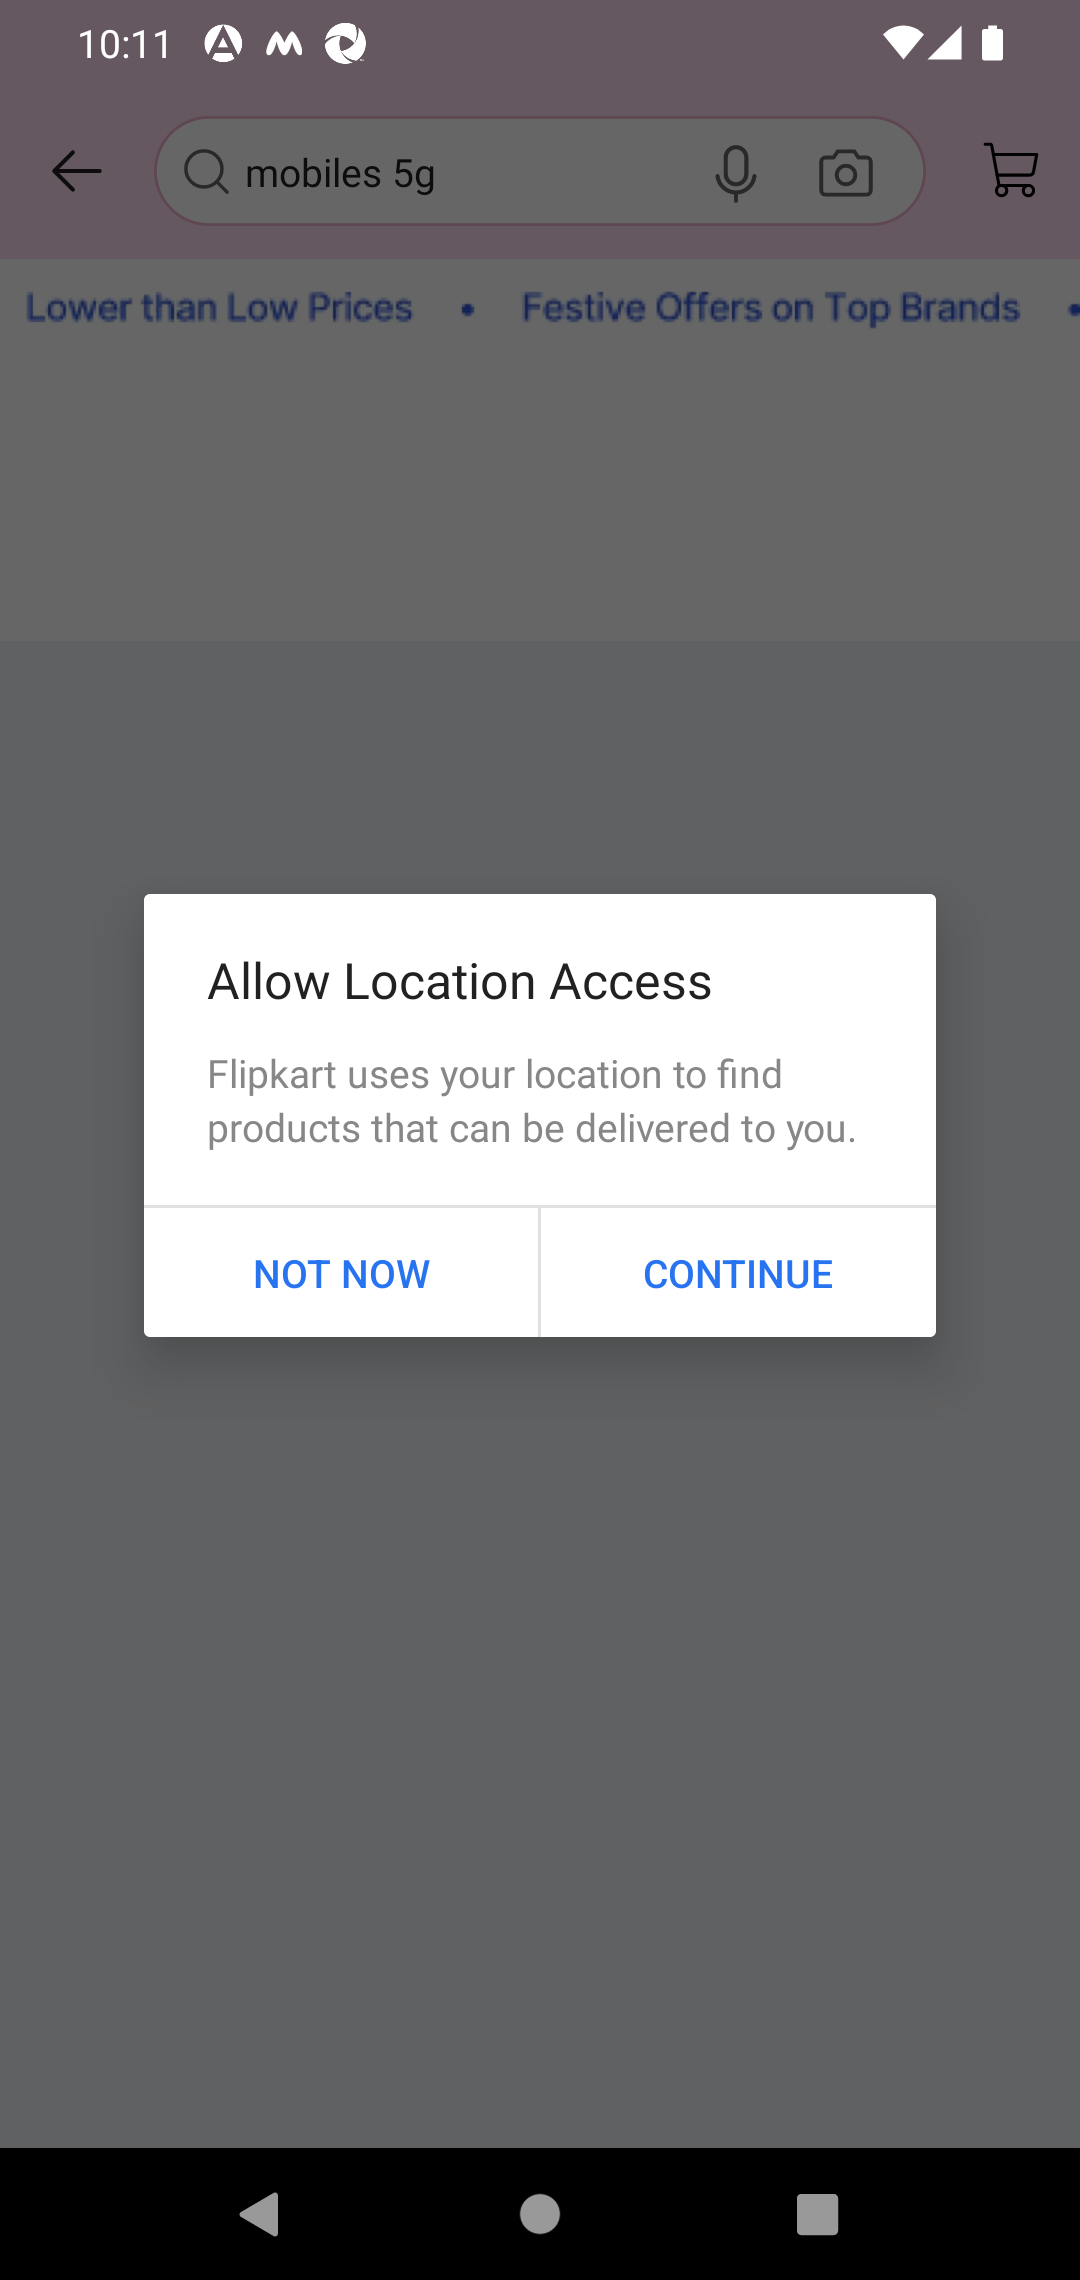 10:11
mobiles 5g
Lower than Low Prices • Festive Offers on Top Brands •
Allow Location Access
Flipkart uses your location to find
products that can be delivered to you.
NOT NOW CONTINUE